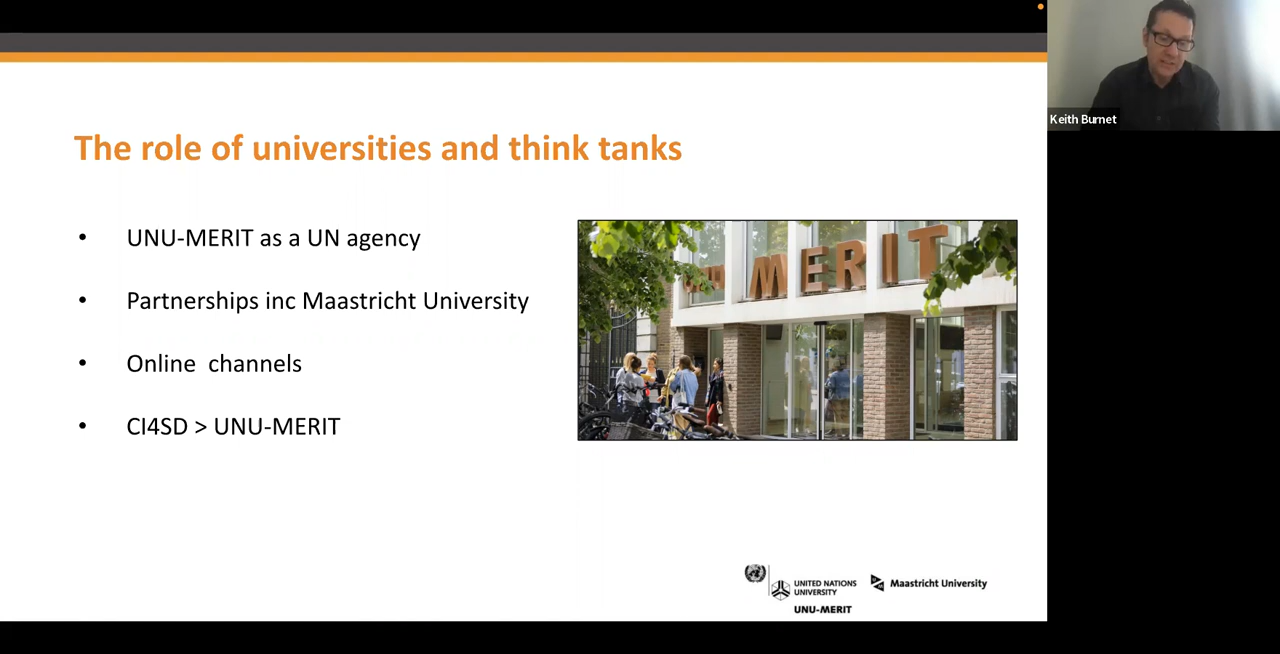 The role of universities and think tanks
• UNU-MERIT as a UN agency
• Partnerships inc Maastricht University
• Online channels
• CI4SD > UNU-MERIT
MERIT
UNITED NATIONS
UNIVERSITY
UNU-MERIT
Maastricht University
Keith Burnet